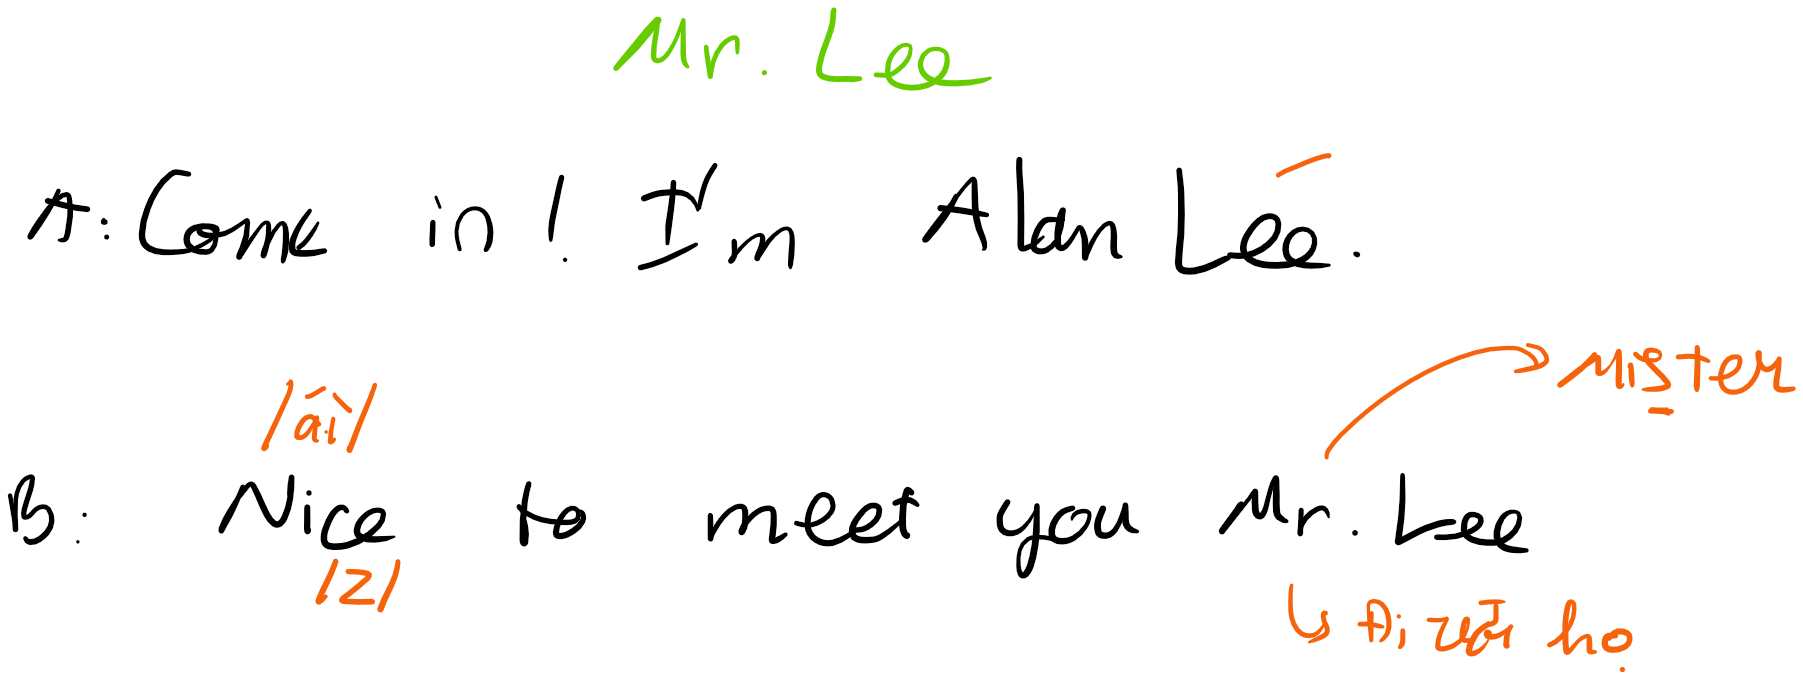 Mr. Lee
A: Come in! I'm Alan Lee.
Mister
/ái/
B: Nice to meet you Mr. Lee
/z/
Đi với họ